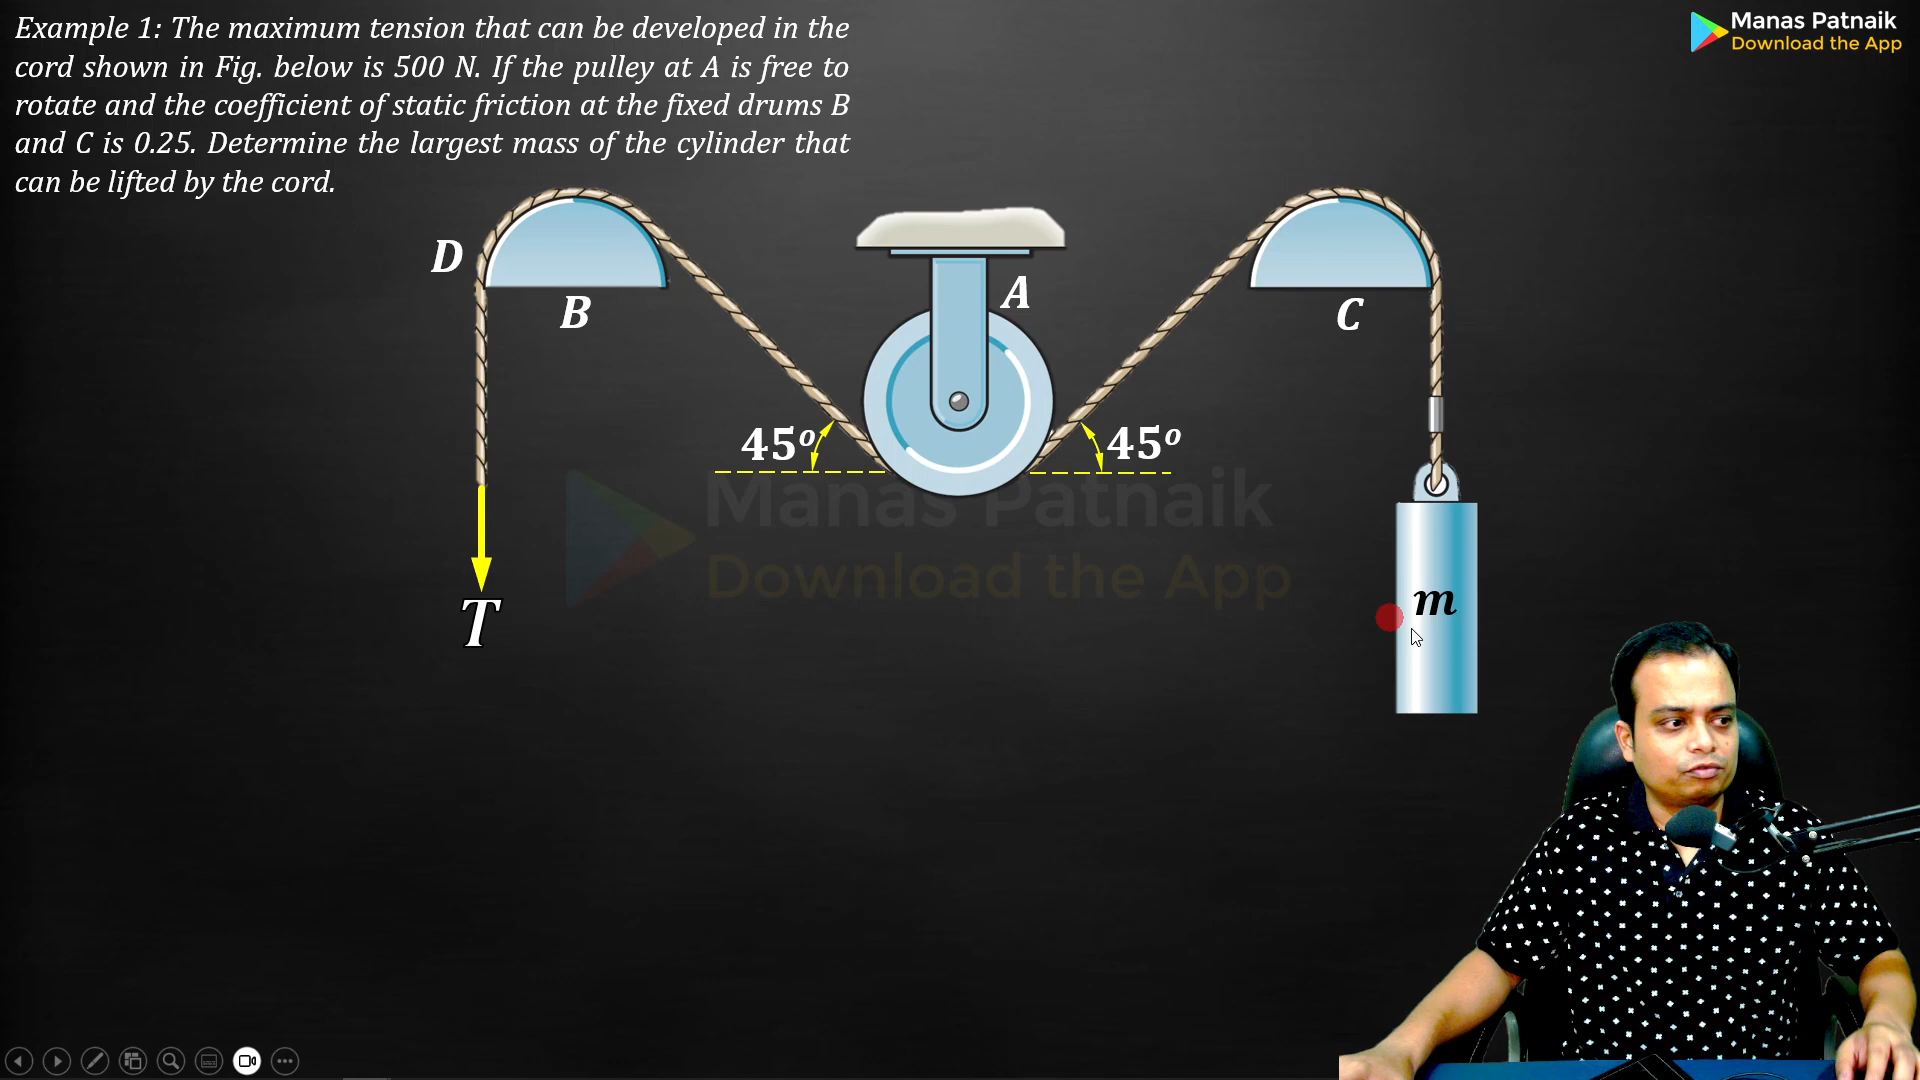 Example 1: The maximum tension that can be developed in the
cord shown in Fig. below is 500 N. If the pulley at A is free to
rotate and the coefficient of static friction at the fixed drums B
and C is 0.25. Determine the largest mass of the cylinder that
can be lifted by the cord.
Manas Patnaik
Download the App
D
B
A
C
45º
45º
Manas Patnaik
Download the App
T
m